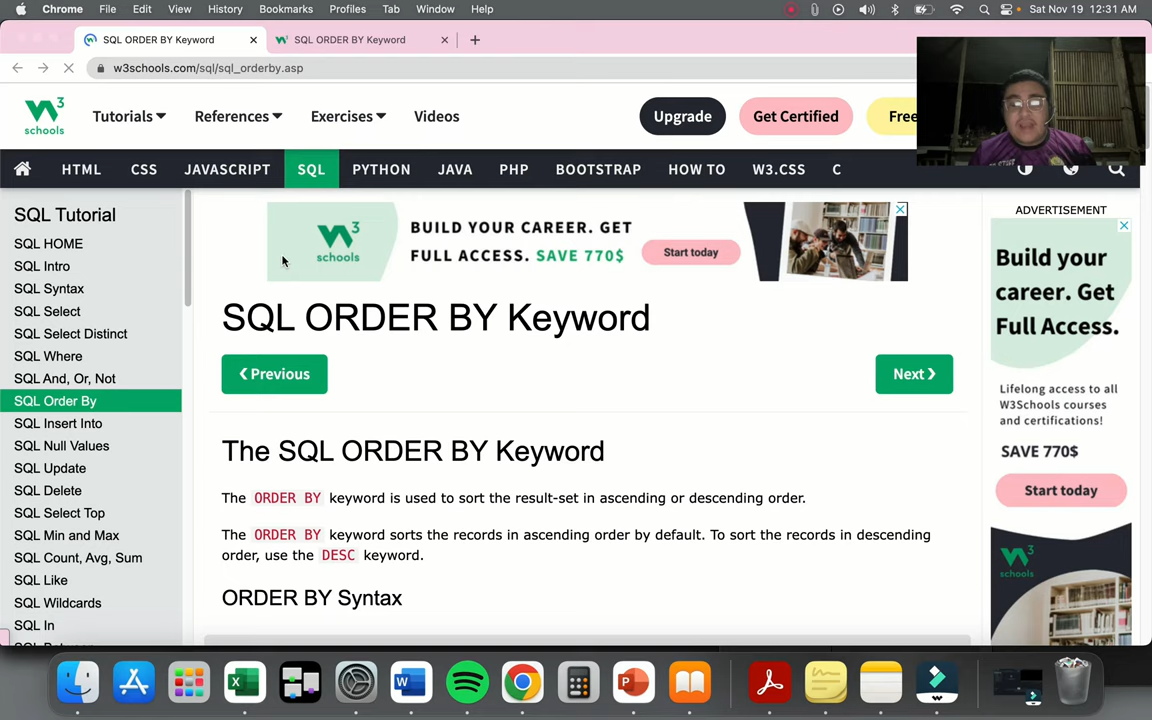 Chrome File Edit View History Bookmarks Profiles Tab Window Help Sat Nov 19 12:31 AM
SQL ORDER BY Keyword SQL ORDER BY Keyword
w3schools.com/sql/sql_orderby.asp
W3 schools Tutorials References Exercises Videos Upgrade Get Certified Free
HTML CSS JAVASCRIPT SQL PYTHON JAVA PHP BOOTSTRAP HOW TO W3.CSS C
SQL Tutorial
SQL HOME
SQL Intro
SQL Syntax
SQL Select
SQL Select Distinct
SQL Where
SQL And, Or, Not
SQL Order By
SQL Insert Into
SQL Null Values
SQL Update
SQL Delete
SQL Select Top
SQL Min and Max
SQL Count, Avg, Sum
SQL Like
SQL Wildcards
SQL In
W3 schools
BUILD YOUR CAREER. GET
FULL ACCESS. SAVE 770$
Start today
SQL ORDER BY Keyword
❮ Previous
Next ❯
The SQL ORDER BY Keyword
The ORDER BY keyword is used to sort the result-set in ascending or descending order.
The ORDER BY keyword sorts the records in ascending order by default. To sort the records in descending
order, use the DESC keyword.
ORDER BY Syntax
ADVERTISEMENT
Build your
career. Get
Full Access.
Lifelong access to all
W3Schools courses
and certifications!
SAVE 770$
Start today
W3 schools